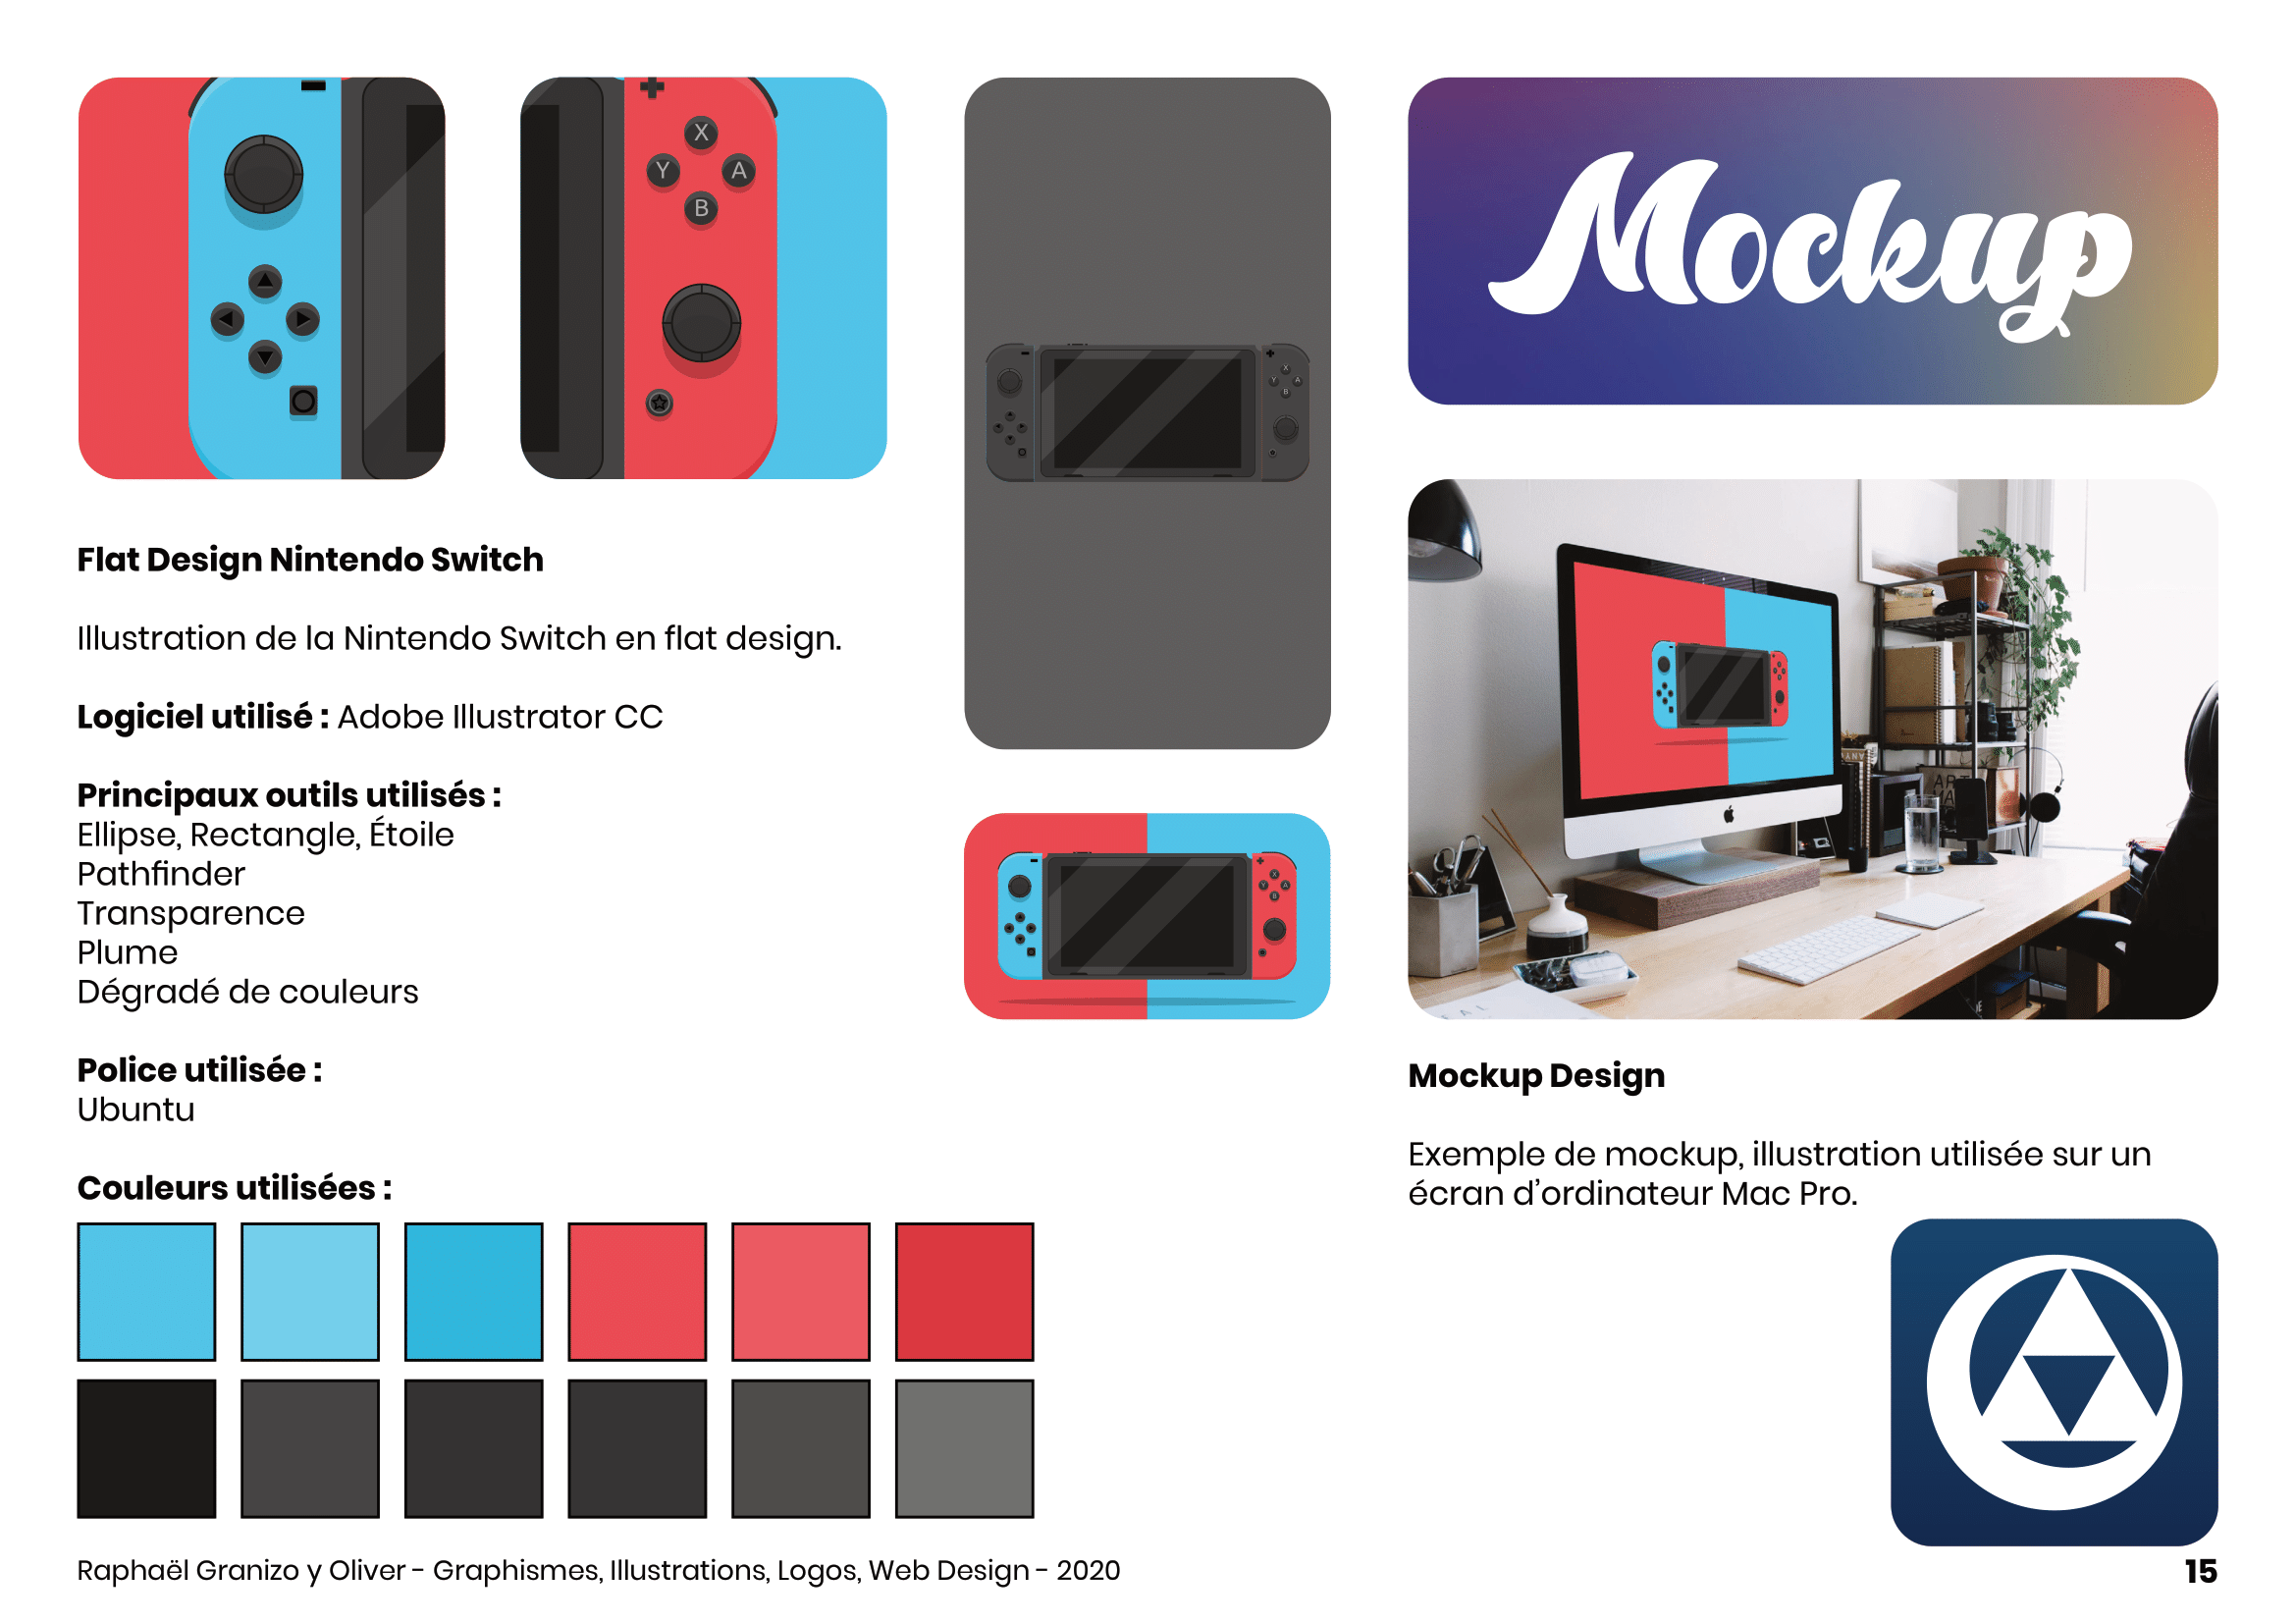 X
Y
A
B
X
Y
A
B
Mockup
Flat Design Nintendo Switch
Illustration de la Nintendo Switch en flat design.
Logiciel utilisé : Adobe Illustrator CC
Principaux outils utilisés :
Ellipse, Rectangle, Étoile
Pathfinder
Transparence
Plume
Dégradé de couleurs
Police utilisée :
Ubuntu
Couleurs utilisées :
X
Y
A
B
ART
Mockup Design
Exemple de mockup, illustration utilisée sur un
écran d’ordinateur Mac Pro.
Raphaël Granizo y Oliver - Graphismes, Illustrations, Logos, Web Design - 2020
15